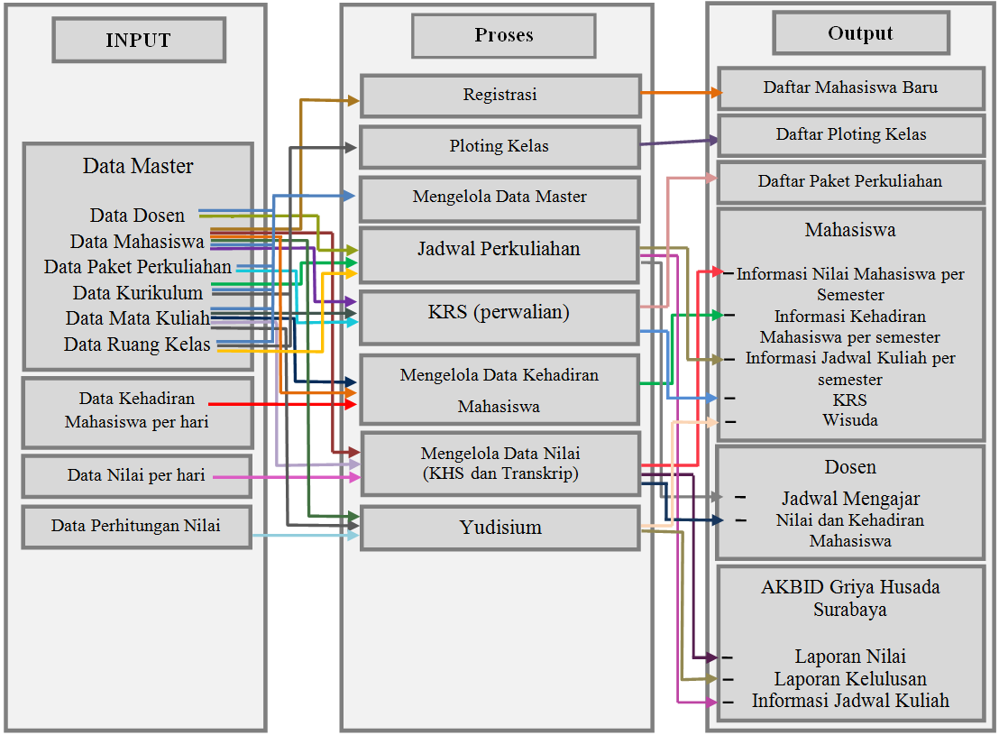 INPUT
Data Master
Data Dosen
Data Mahasiswa
Data Paket Perkuliahan
Data Kurikulum
Data Mata Kuliah
Data Ruang Kelas
Data Kehadiran
Mahasiswa per hari
Data Nilai per hari
Data Perhitungan Nilai
Proses
Registrasi
Ploting Kelas
Mengelola Data Master
Jadwal Perkuliahan
KRS (perwalian)
Mengelola Data Kehadiran
Mahasiswa
Mengelola Data Nilai
(KHS dan Transkrip)
Yudisium
Output
Daftar Mahasiswa Baru
Daftar Ploting Kelas
Daftar Paket Perkuliahan
Mahasiswa
– Informasi Nilai Mahasiswa per
Semester
– Informasi Kehadiran
Mahasiswa per semester
– Informasi Jadwal Kuliah per
semester
– KRS
– Wisuda
Dosen
– Jadwal Mengajar
– Nilai dan Kehadiran
Mahasiswa
AKBID Griya Husada
Surabaya
– Laporan Nilai
– Laporan Kelulusan
– Informasi Jadwal Kuliah